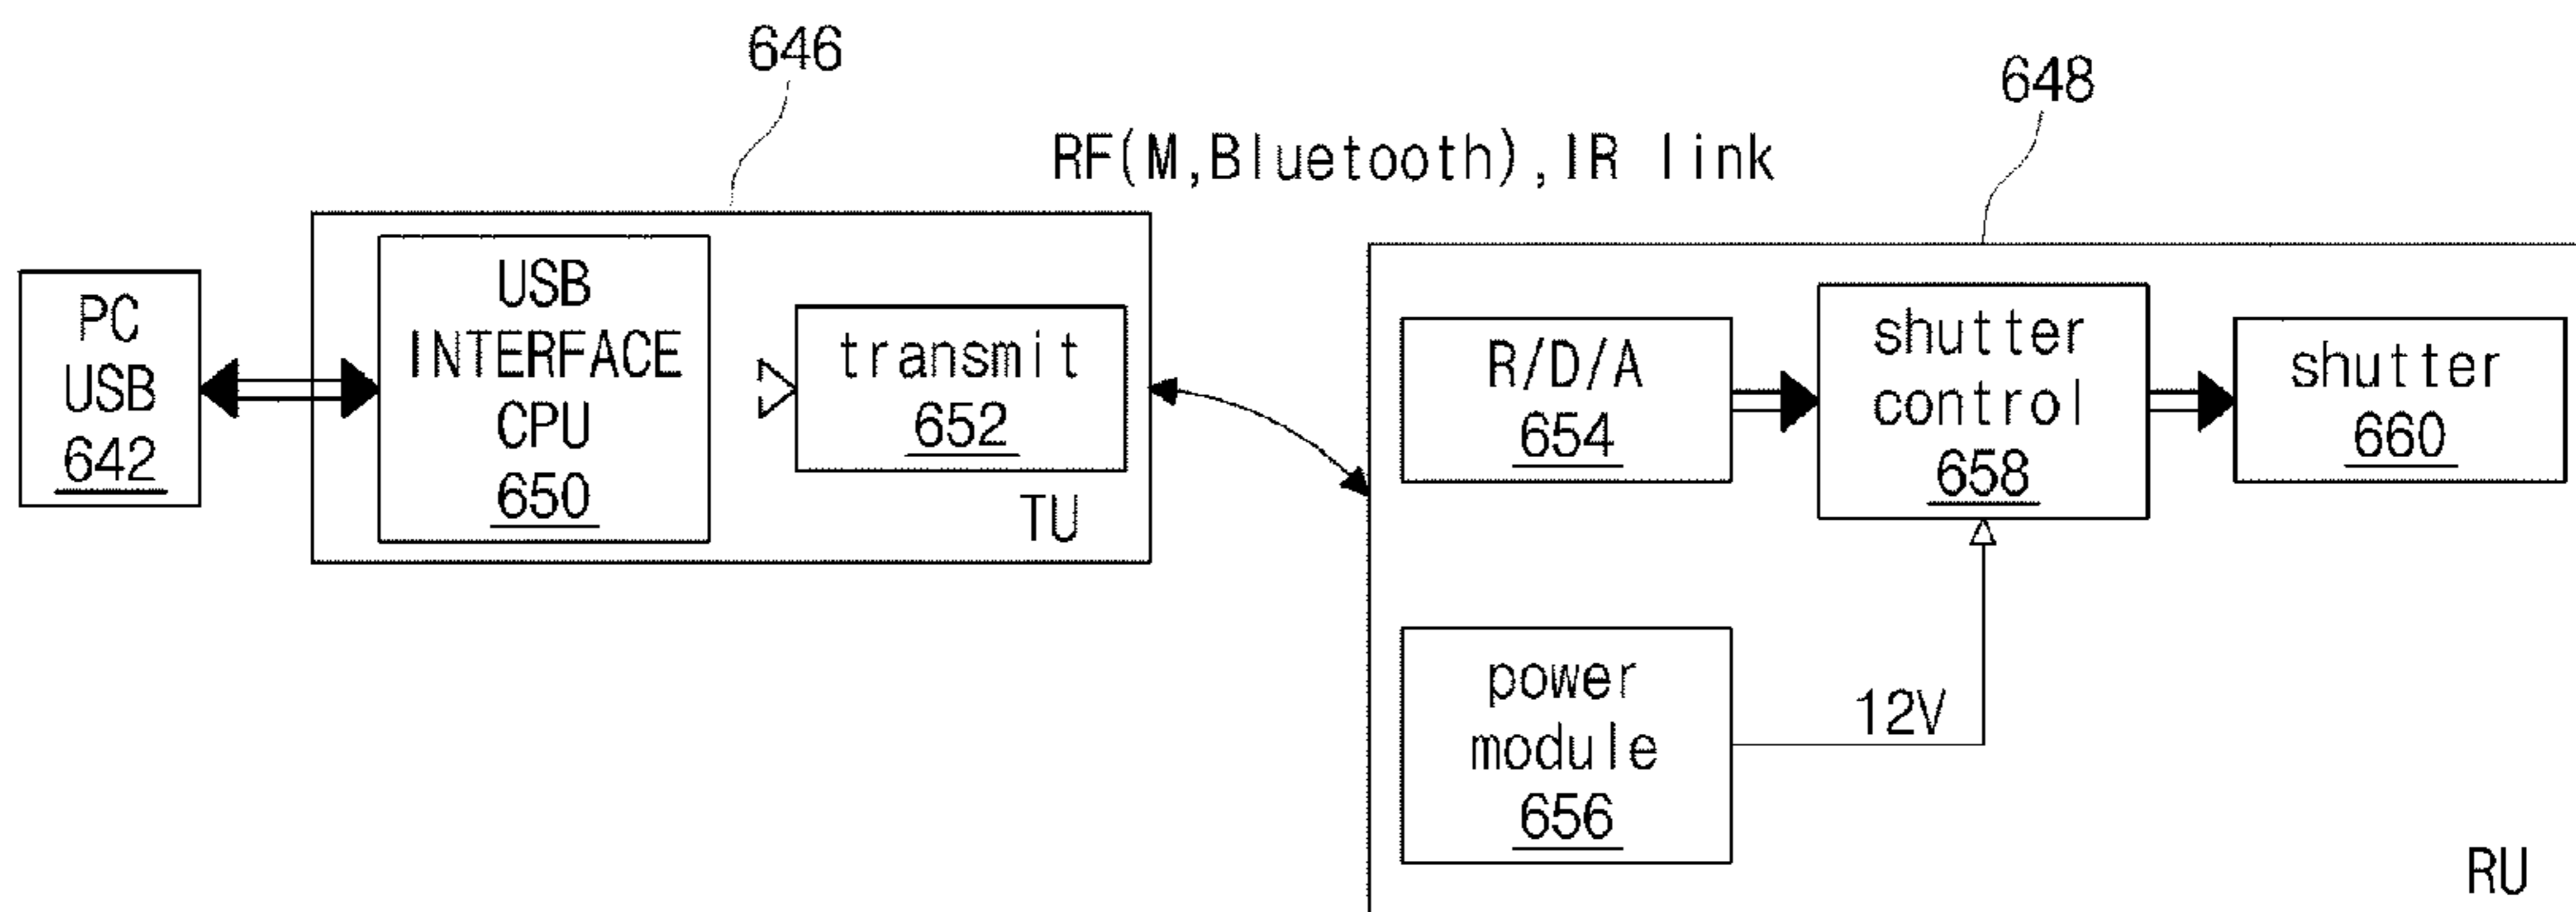 646
648
RF(M,Bluetooth),IR link
PC
USB
642
USB
INTERFACE
CPU
650
transmit
652
TU
R/D/A
654
shutter
control
658
shutter
660
power
module
656
12V
RU